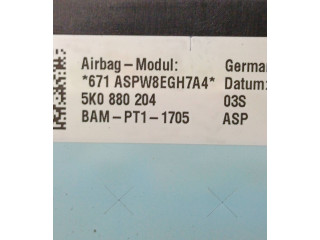 Airbag-Modul: German
*671 ASPW8EGH7A4* Datum:
5K0 880 204 03S
BAM-PT1-1705 ASP